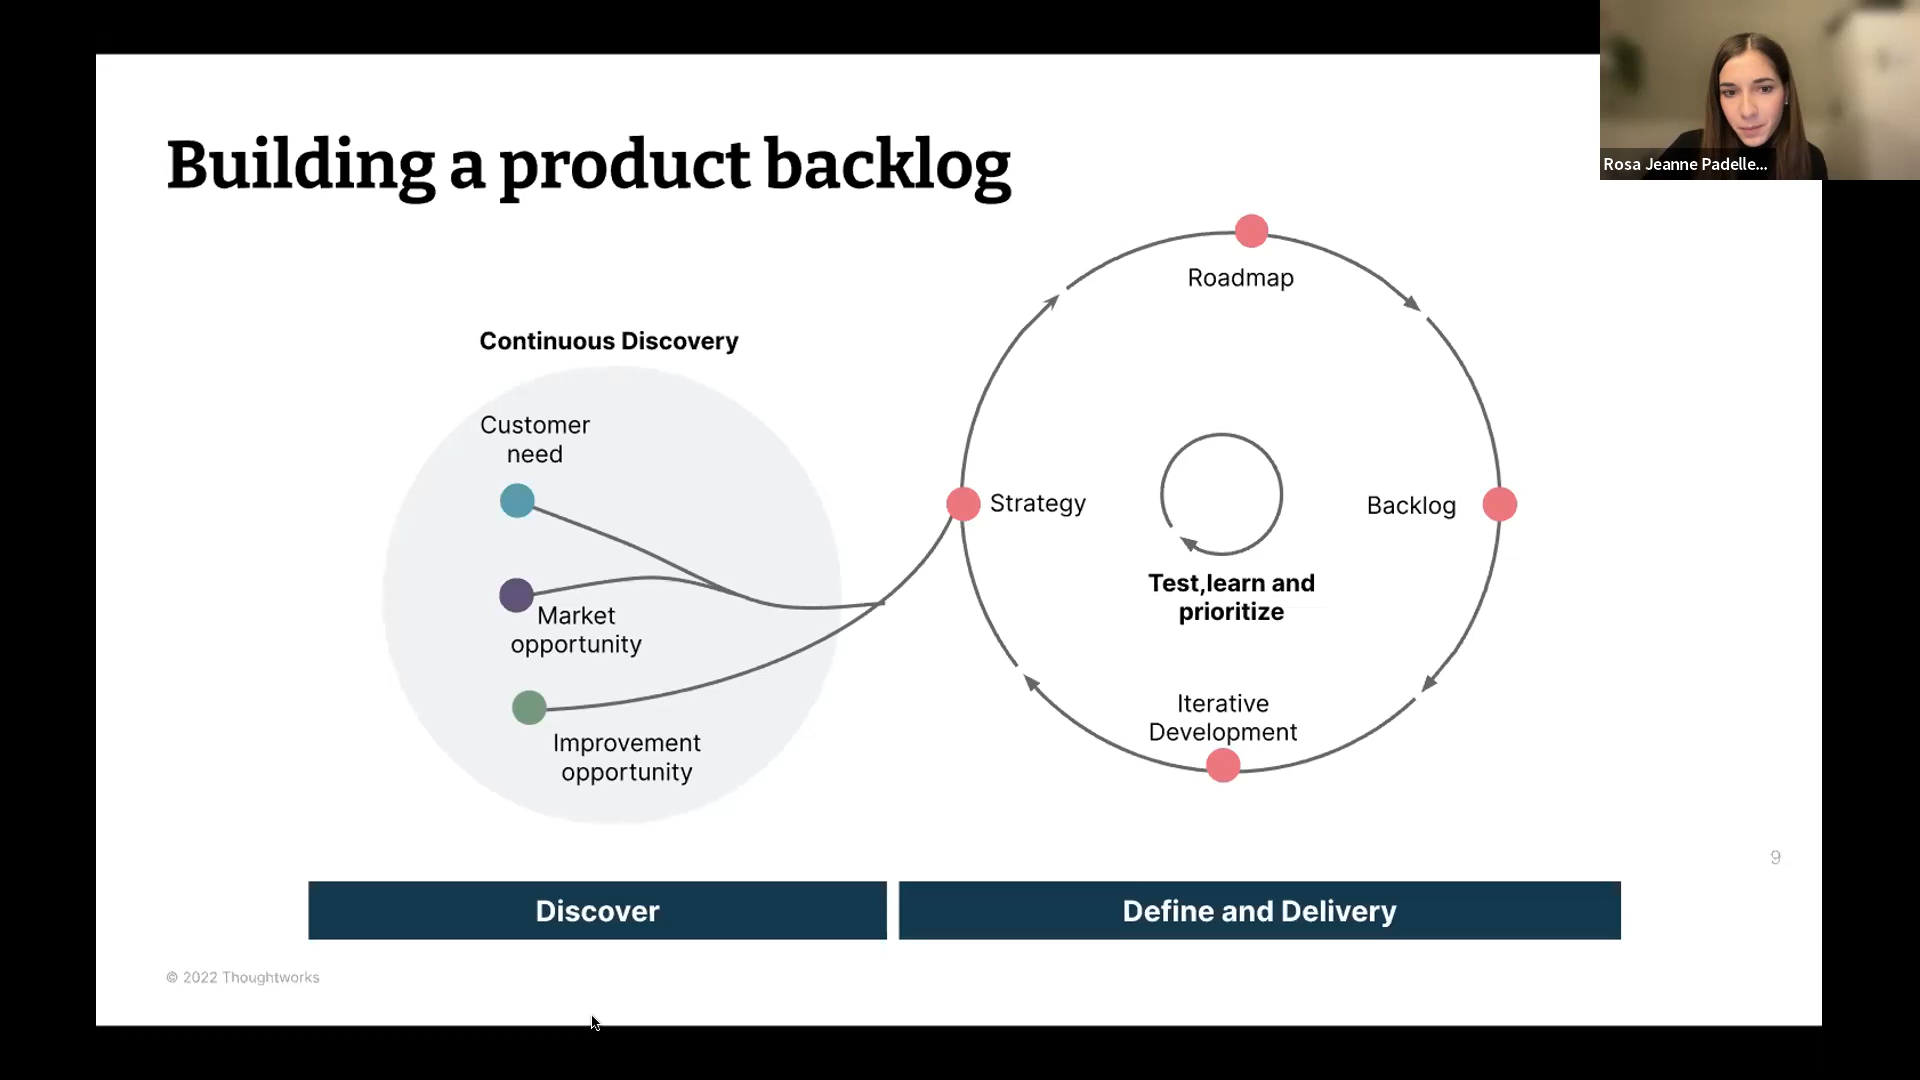 Building a product backlog
Rosa Jeanne Padelle...
Roadmap
Continuous Discovery
Customer
need
Strategy
Backlog
Market
opportunity
Test,learn and
prioritize
Improvement
opportunity
Iterative
Development
9
Discover
Define and Delivery
© 2022 Thoughtworks